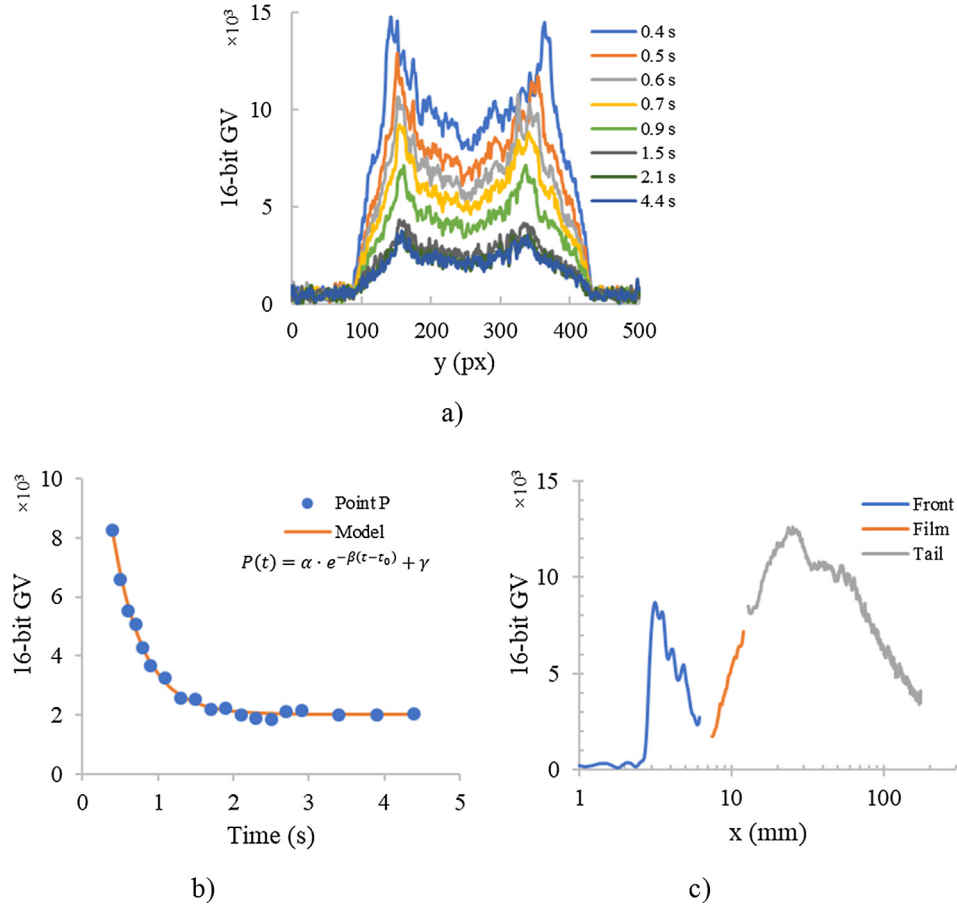 ×10³
15
10
5
0
16-bit GV
0 100 200 300 400 500
y (px)
0.4 s
0.5 s
0.6 s
0.7 s
0.9 s
1.5 s
2.1 s
4.4 s
a)
×10³
10
8
6
4
2
0
16-bit GV
Point P
Model
P(t) = α · e^{-β(τ-τ₀)} + γ
0 1 2 3 4 5
Time (s)
b)
×10³
15
10
5
0
16-bit GV
Front
Film
Tail
1 10 100
x (mm)
c)